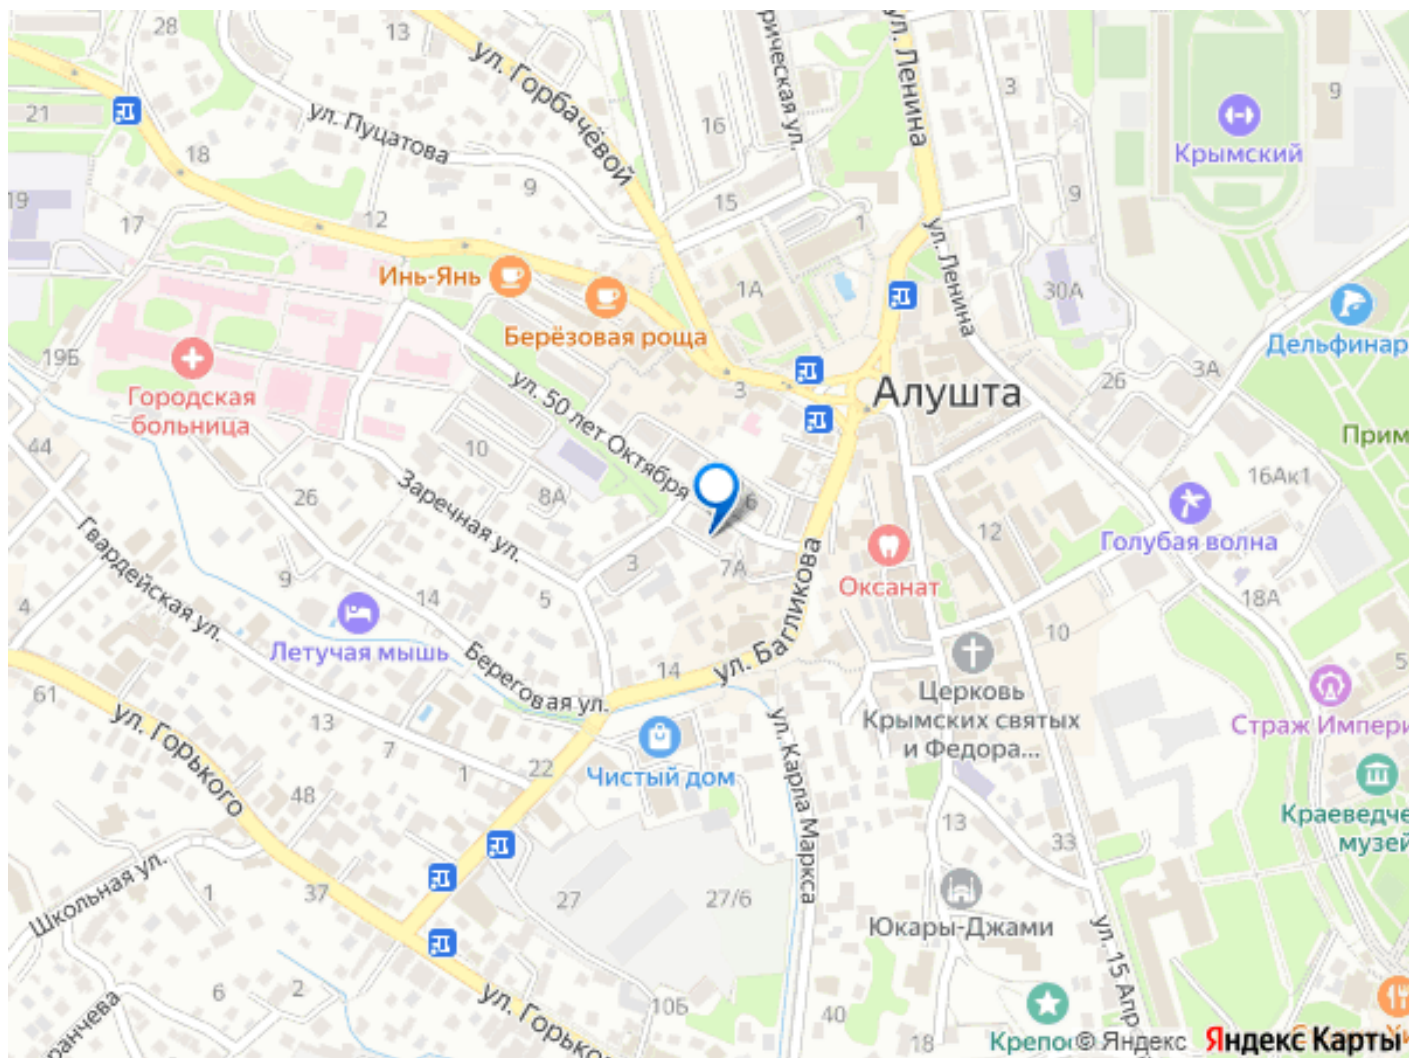 28
13
ул. Горбачёвой
рическая ул.
ул. Ленина
3
9
21
ул. Пуцатова
16
Крымский
18
9
15
9
19
17
12
1
ул. Ленина
Инь-Янь
1А
30А
Берёзовая роща
Дельфинар
19Б
Городская
больница
ул. 50 лет Октября
3
Алушта
26
3А
Прим
44
10
26
Заречная ул.
8А
6
12
16Ак1
Голубая волна
Гвардейская ул.
9
14
3
7А
ул. Багликова
Оксанат
18А
4
5
10
Летучая мышь
Береговая ул.
14
Церковь
Крымских святых
и Федора...
61
5
Страж Импери
ул. Горького
13
7
1
22
Чистый дом
ул. Карла Маркса
48
Краеведче
музей
13
33
Школьная ул.
1
37
27
27/6
Юкары-Джами
ул. 15 Апр
6
2
ул. Горько
10Б
40
18
ранчева
Крепо
© Яндекс
Яндекс Карты